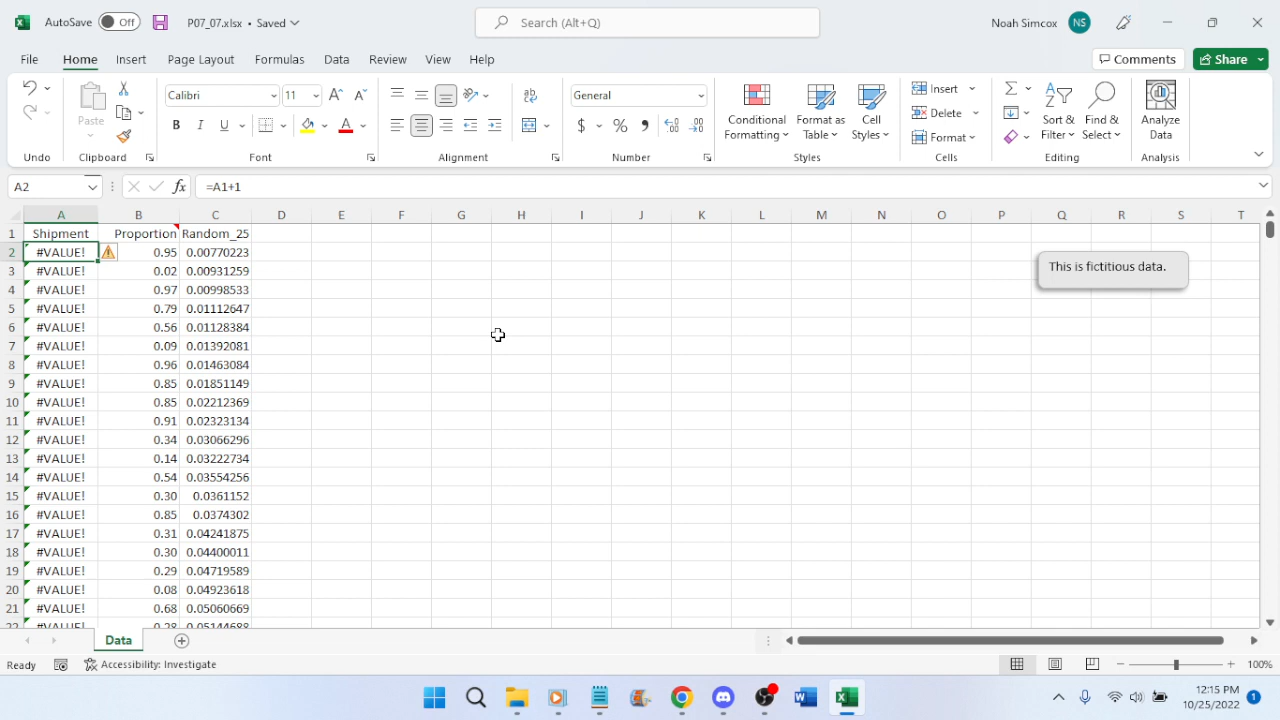 AutoSave Off P07_07.xlsx • Saved Search (Alt+Q) Noah Simcox NS
File Home Insert Page Layout Formulas Data Review View Help Comments Share
Paste
Calibri 11
B I U
General
$ % ,
Conditional Formatting
Format as Table
Cell Styles
Insert
Delete
Format
Sort & Filter
Find & Select
Analyze Data
Undo Clipboard Font Alignment Number Styles Cells Editing Analysis
A2 fx =A1+1
A B C D E F G H I J K L M N O P Q R S T
1 Shipment Proportion Random_25
2 #VALUE! 0.95 0.00770223
3 #VALUE! 0.02 0.00931259
4 #VALUE! 0.97 0.00998533
5 #VALUE! 0.79 0.01112647
6 #VALUE! 0.56 0.01128384
7 #VALUE! 0.09 0.01392081
8 #VALUE! 0.96 0.01463084
9 #VALUE! 0.85 0.01851149
10 #VALUE! 0.85 0.02212369
11 #VALUE! 0.91 0.02323134
12 #VALUE! 0.34 0.03066296
13 #VALUE! 0.14 0.03222734
14 #VALUE! 0.54 0.03554256
15 #VALUE! 0.30 0.0361152
16 #VALUE! 0.85 0.0374302
17 #VALUE! 0.31 0.04241875
18 #VALUE! 0.30 0.04400011
19 #VALUE! 0.29 0.04719589
20 #VALUE! 0.08 0.04923618
21 #VALUE! 0.68 0.05060669
22 #VALUE! 0.28 0.05144688
This is fictitious data.
Data
Ready Accessibility: Investigate 100%
12:15 PM
10/25/2022 1